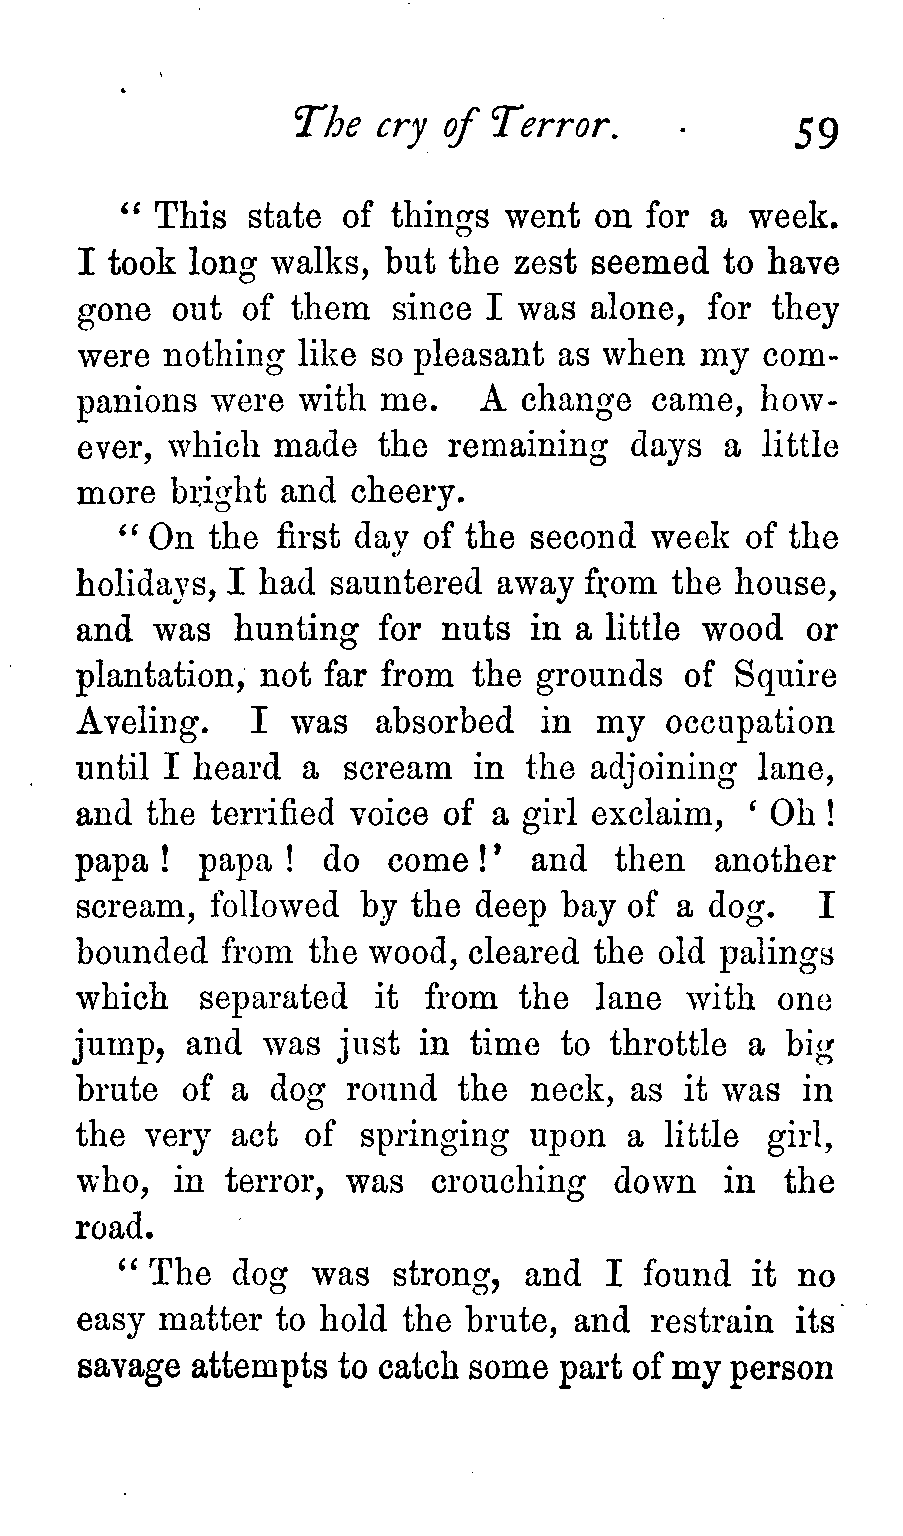 The cry of Terror. 59
“ This state of things went on for a week.
I took long walks, but the zest seemed to have
gone out of them since I was alone, for they
were nothing like so pleasant as when my com-
panions were with me. A change came, how-
ever, which made the remaining days a little
more bright and cheery.
“ On the first day of the second week of the
holidays, I had sauntered away from the house,
and was hunting for nuts in a little wood or
plantation, not far from the grounds of Squire
Aveling. I was absorbed in my occupation
until I heard a scream in the adjoining lane,
and the terrified voice of a girl exclaim, ‘ Oh !
papa ! papa ! do come !’ and then another
scream, followed by the deep bay of a dog. I
bounded from the wood, cleared the old palings
which separated it from the lane with one
jump, and was just in time to throttle a big
brute of a dog round the neck, as it was in
the very act of springing upon a little girl,
who, in terror, was crouching down in the
road.
“ The dog was strong, and I found it no
easy matter to hold the brute, and restrain its
savage attempts to catch some part of my person